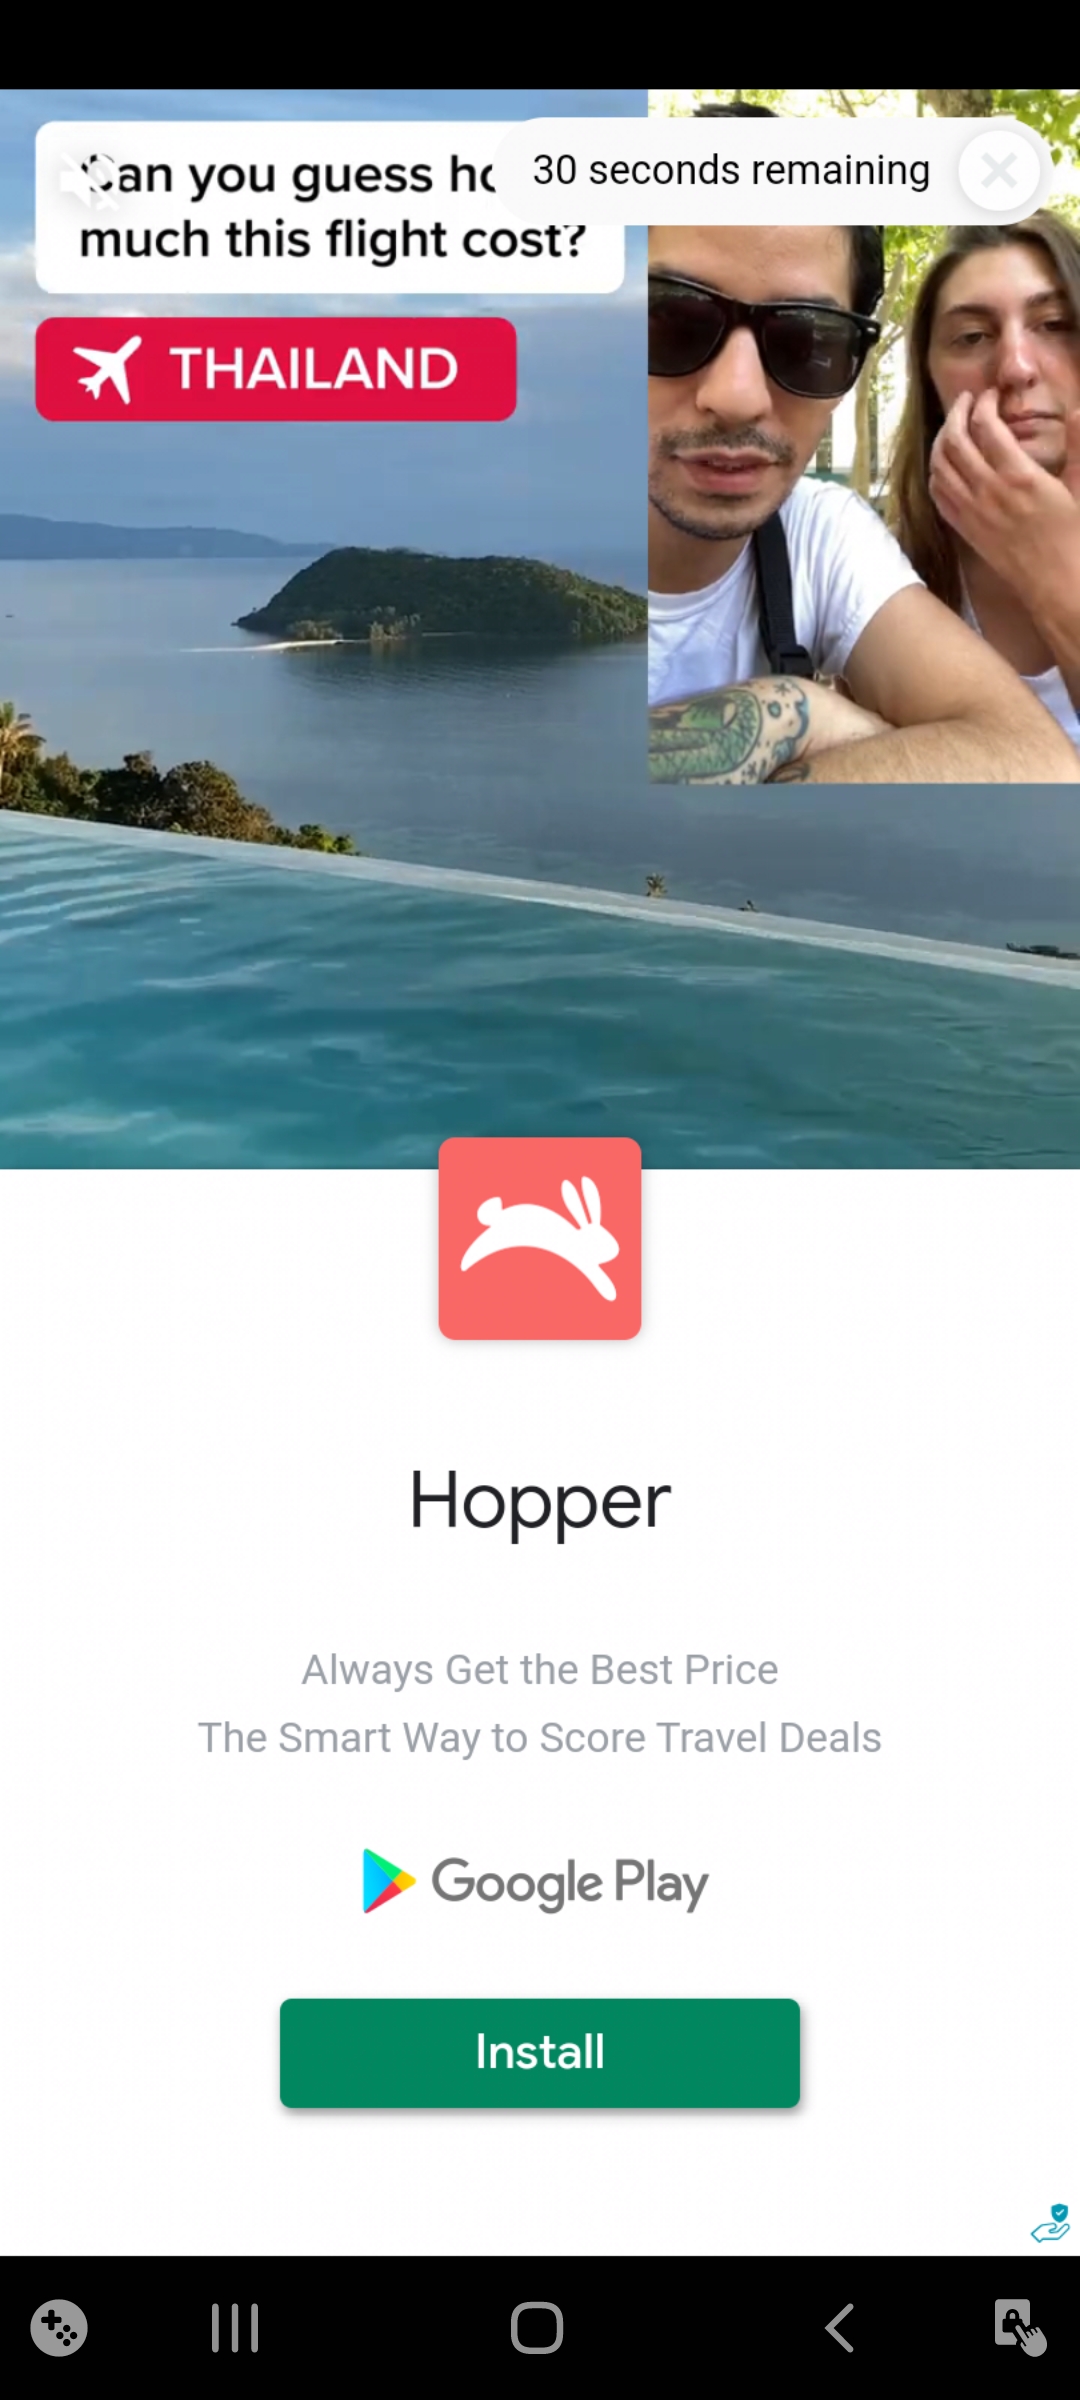 Can you guess ho
much this flight cost?
30 seconds remaining
THAILAND
Hopper
Always Get the Best Price
The Smart Way to Score Travel Deals
Google Play
Install